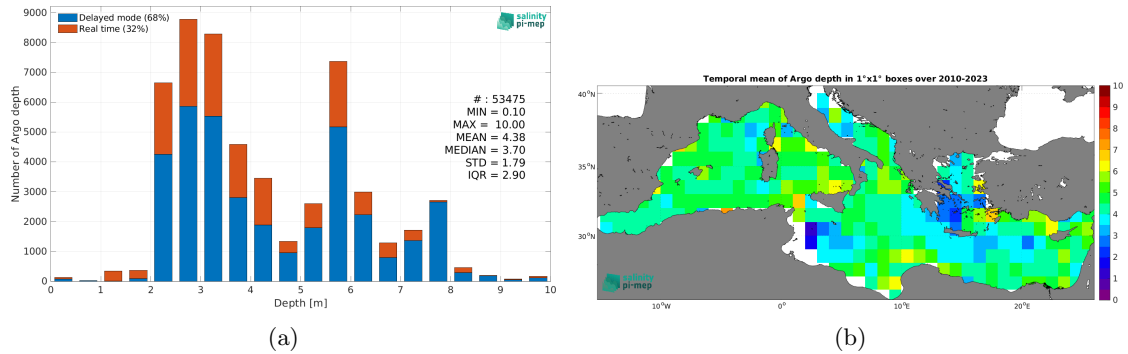 Delayed mode (68%)
Real time (32%)
salinity
pi-mep
9000
8000
7000
6000
5000
4000
3000
2000
1000
0
Number of Argo depth
# : 53475
MIN = 0.10
MAX = 10.00
MEAN = 4.38
MEDIAN = 3.70
STD = 1.79
IQR = 2.90
0 1 2 3 4 5 6 7 8 9 10
Depth [m]
(a)
Temporal mean of Argo depth in 1°x1° boxes over 2010-2023
40°N
35°N
30°N
10°W 0° 10°E 20°E
salinity
pi-mep
10
9
8
7
6
5
4
3
2
1
0
(b)